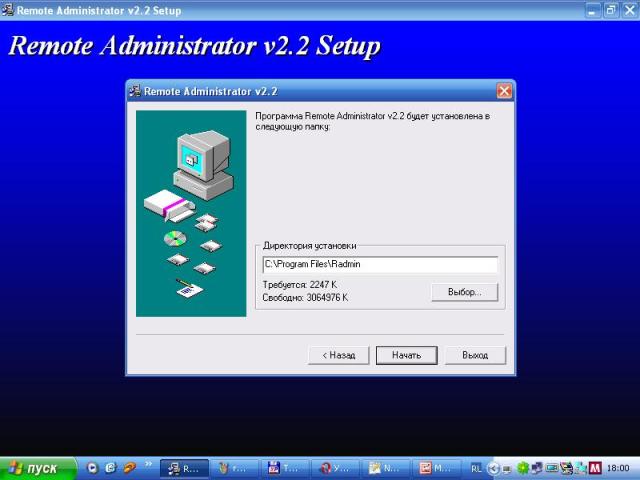 Remote Administrator v2.2 Setup
Remote Administrator v2.2 Setup
Remote Administrator v2.2
Программа Remote Administrator v2.2 будет установлена в
следующую папку:
Директория установки
C:\Program Files\Radmin
Требуется: 2247 K
Свободно: 3064976 K
Выбор...
< Назад
Начать
Выход
пуск
R...
r...
T...
У...
N...
M...
RL
18:00